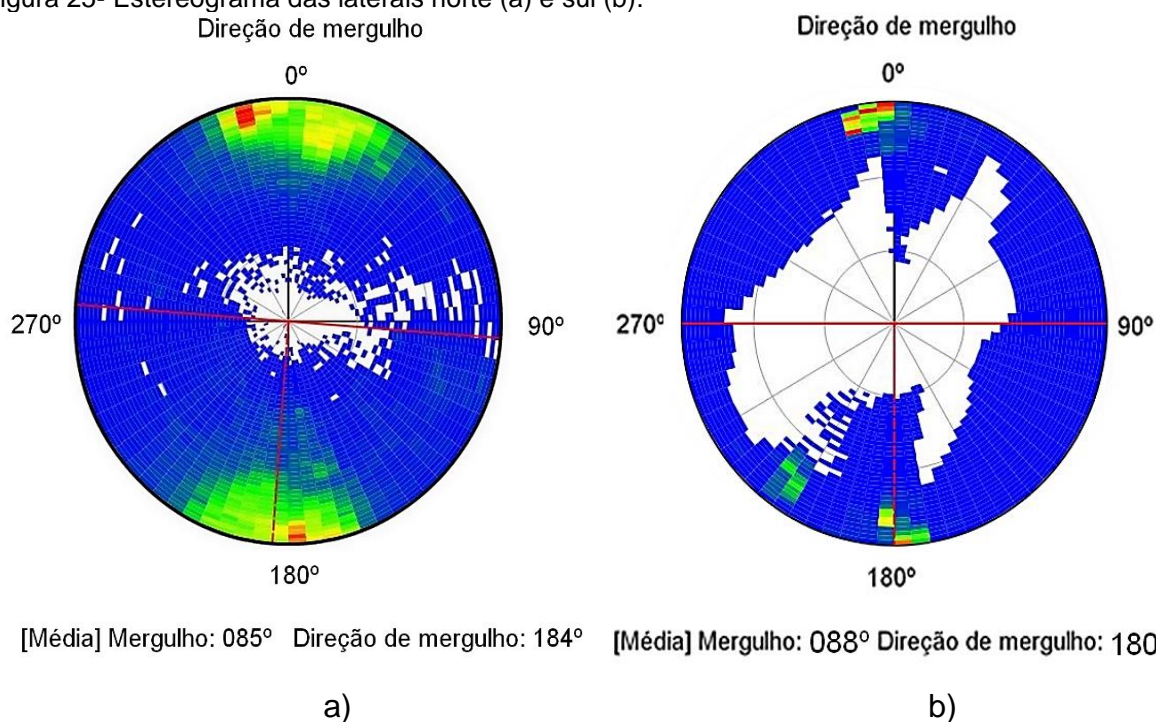 Figura 25- Estereograma das laterais norte (a) e sul (b).
Direção de mergulho
0º
270º
90º
180º
[Média] Mergulho: 085º Direção de mergulho: 184º
a)
Direção de mergulho
0º
270º
90º
180º
[Média] Mergulho: 088º Direção de mergulho: 180
b)